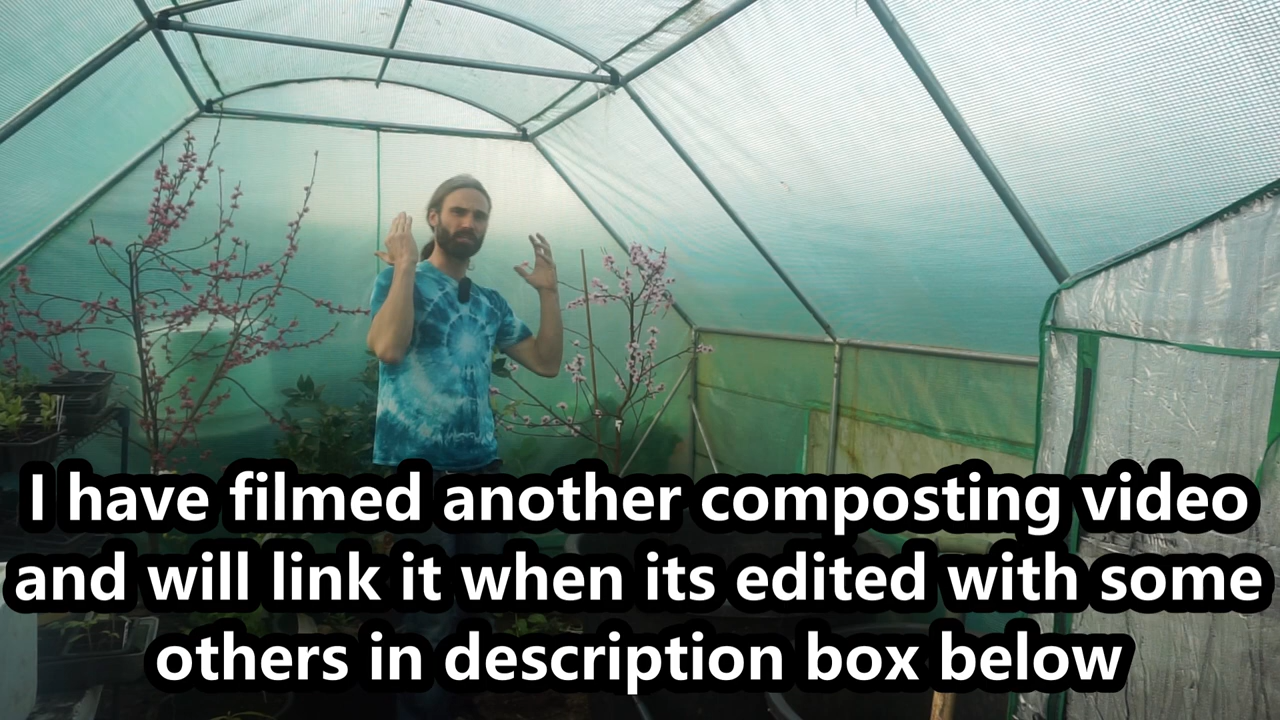 I have filmed another composting video
and will link it when its edited with some
others in description box below